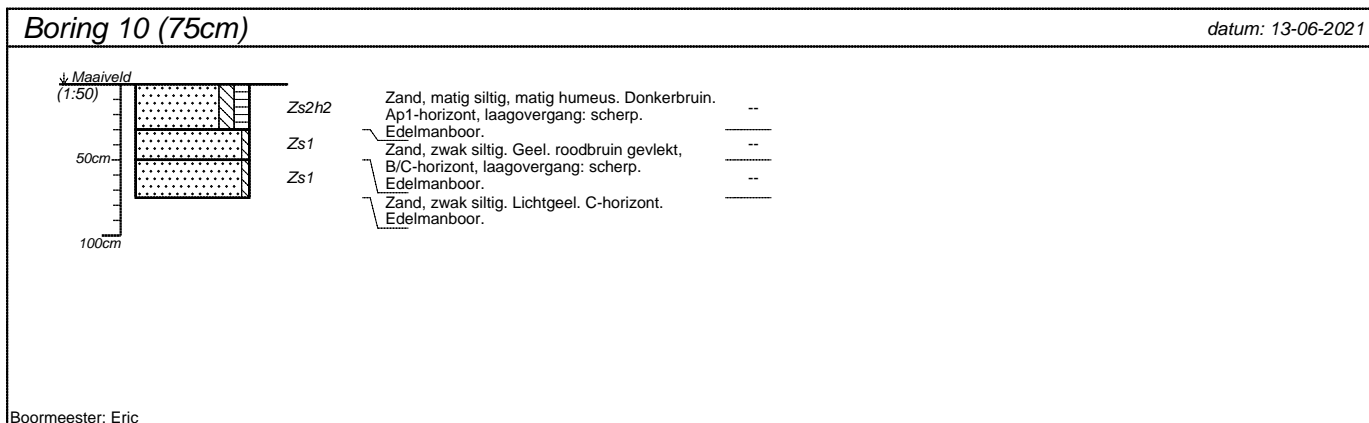 Boring 10 (75cm)
datum: 13-06-2021
Maaiveld
(1:50)
50cm
100cm
Zs2h2
Zand, matig siltig, matig humeus. Donkerbruin.
Ap1-horizont, laagovergang: scherp.
Edelmanboor.
--
Zs1
Zand, zwak siltig. Geel. roodbruin gevlekt,
B/C-horizont, laagovergang: scherp.
Edelmanboor.
--
Zs1
Zand, zwak siltig. Lichtgeel. C-horizont.
Edelmanboor.
--
Boormeester: Eric